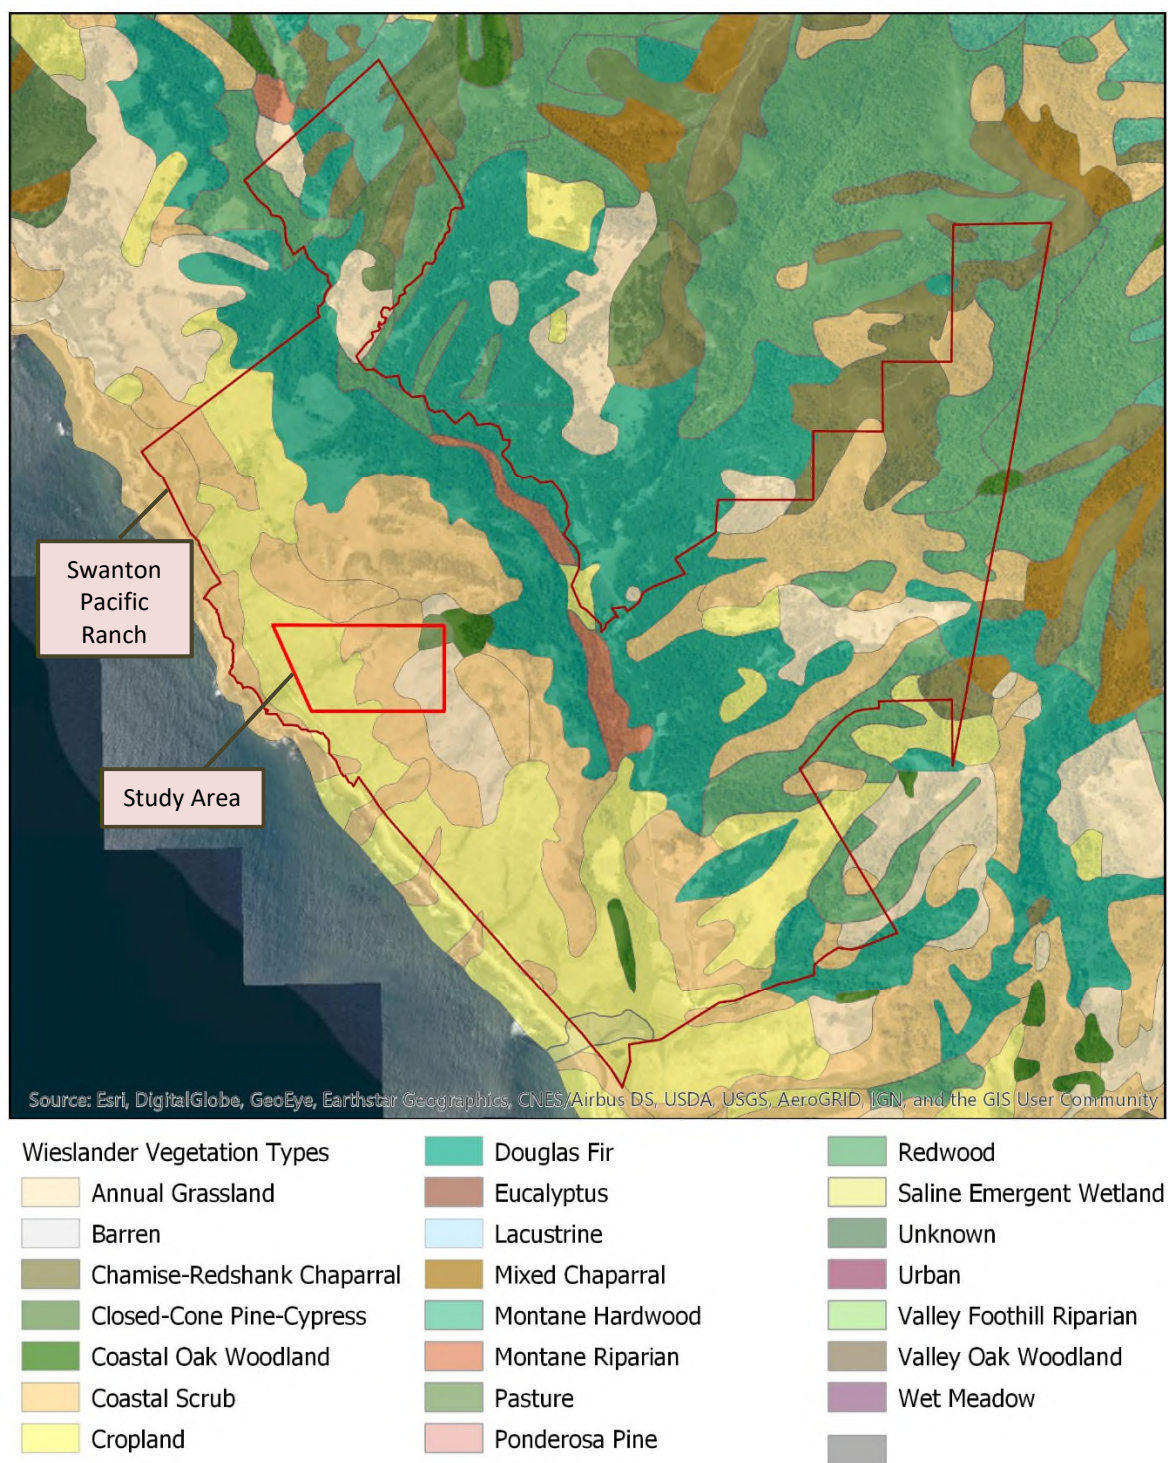 Swanton
Pacific
Ranch
Study Area
Source: Esri, DigitalGlobe, GeoEye, Earthstar Geographics, CNES/Airbus DS, USDA, USGS, AeroGRID, IGN, and the GIS User Community
Wieslander Vegetation Types
Annual Grassland
Barren
Chamise-Redshank Chaparral
Closed-Cone Pine-Cypress
Coastal Oak Woodland
Coastal Scrub
Cropland
Douglas Fir
Eucalyptus
Lacustrine
Mixed Chaparral
Montane Hardwood
Montane Riparian
Pasture
Ponderosa Pine
Redwood
Saline Emergent Wetland
Unknown
Urban
Valley Foothill Riparian
Valley Oak Woodland
Wet Meadow